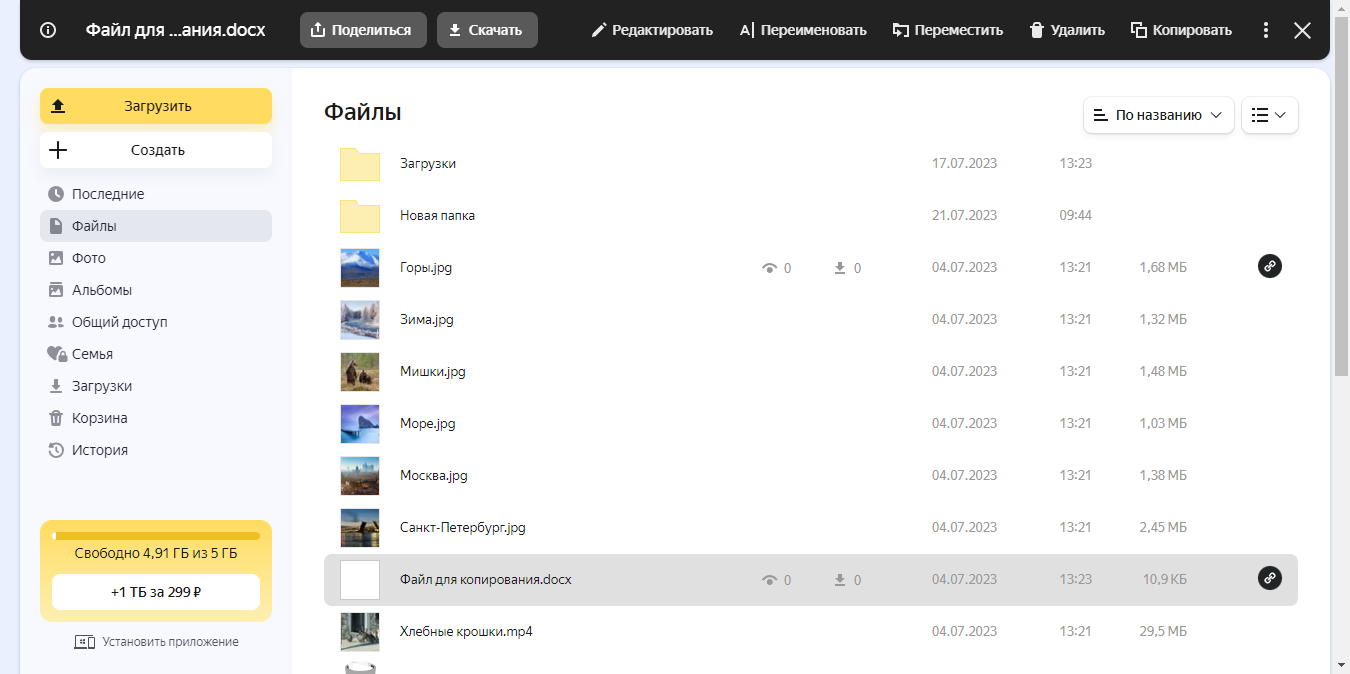 Файл для ...ания.docx Поделиться Скачать Редактировать Переименовать Переместить Удалить Копировать
Загрузить
Создать
Последние
Файлы
Фото
Альбомы
Общий доступ
Семья
Загрузки
Корзина
История
Свободно 4,91 ГБ из 5 ГБ
+1 ТБ за 299 ₽
Установить приложение
Файлы
По названию
Загрузки 17.07.2023 13:23
Новая папка 21.07.2023 09:44
Горы.jpg 0 0 04.07.2023 13:21 1,68 МБ
Зима.jpg 04.07.2023 13:21 1,32 МБ
Мишки.jpg 04.07.2023 13:21 1,48 МБ
Море.jpg 04.07.2023 13:21 1,03 МБ
Москва.jpg 04.07.2023 13:21 1,38 МБ
Санкт-Петербург.jpg 04.07.2023 13:21 2,45 МБ
Файл для копирования.docx 0 0 04.07.2023 13:23 10,9 КБ
Хлебные крошки.mp4 04.07.2023 13:21 29,5 МБ